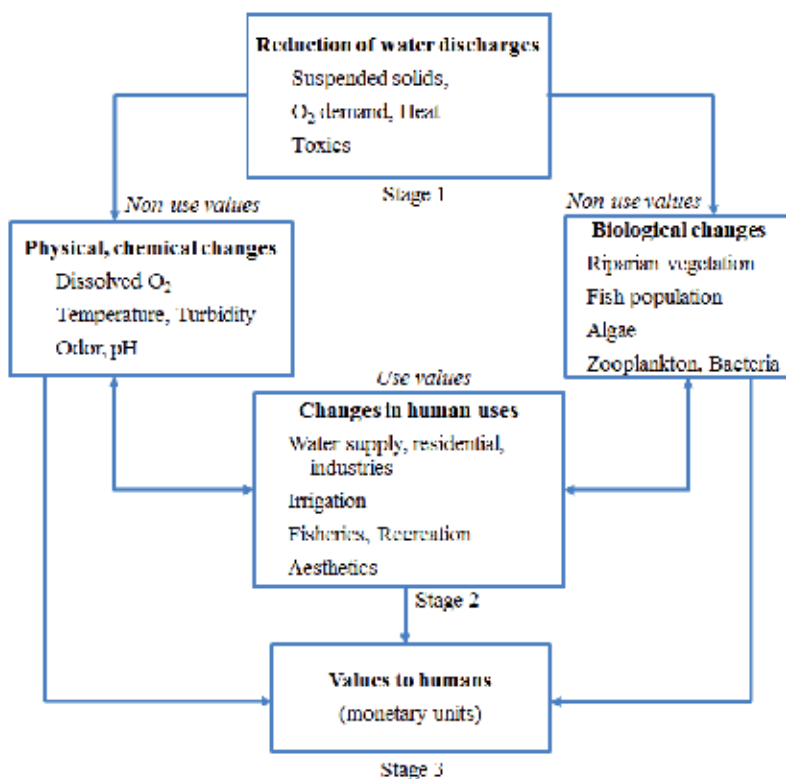 Reduction of water discharges
Suspended solids,
O₂ demand, Heat
Toxics
Stage 1
Non use values
Physical, chemical changes
Dissolved O₂
Temperature, Turbidity
Odor, pH
Non use values
Biological changes
Riparian vegetation
Fish population
Algae
Zooplankton, Bacteria
Use values
Changes in human uses
Water supply, residential,
industries
Irrigation
Fisheries, Recreation
Aesthetics
Stage 2
Values to humans
(monetary units)
Stage 3